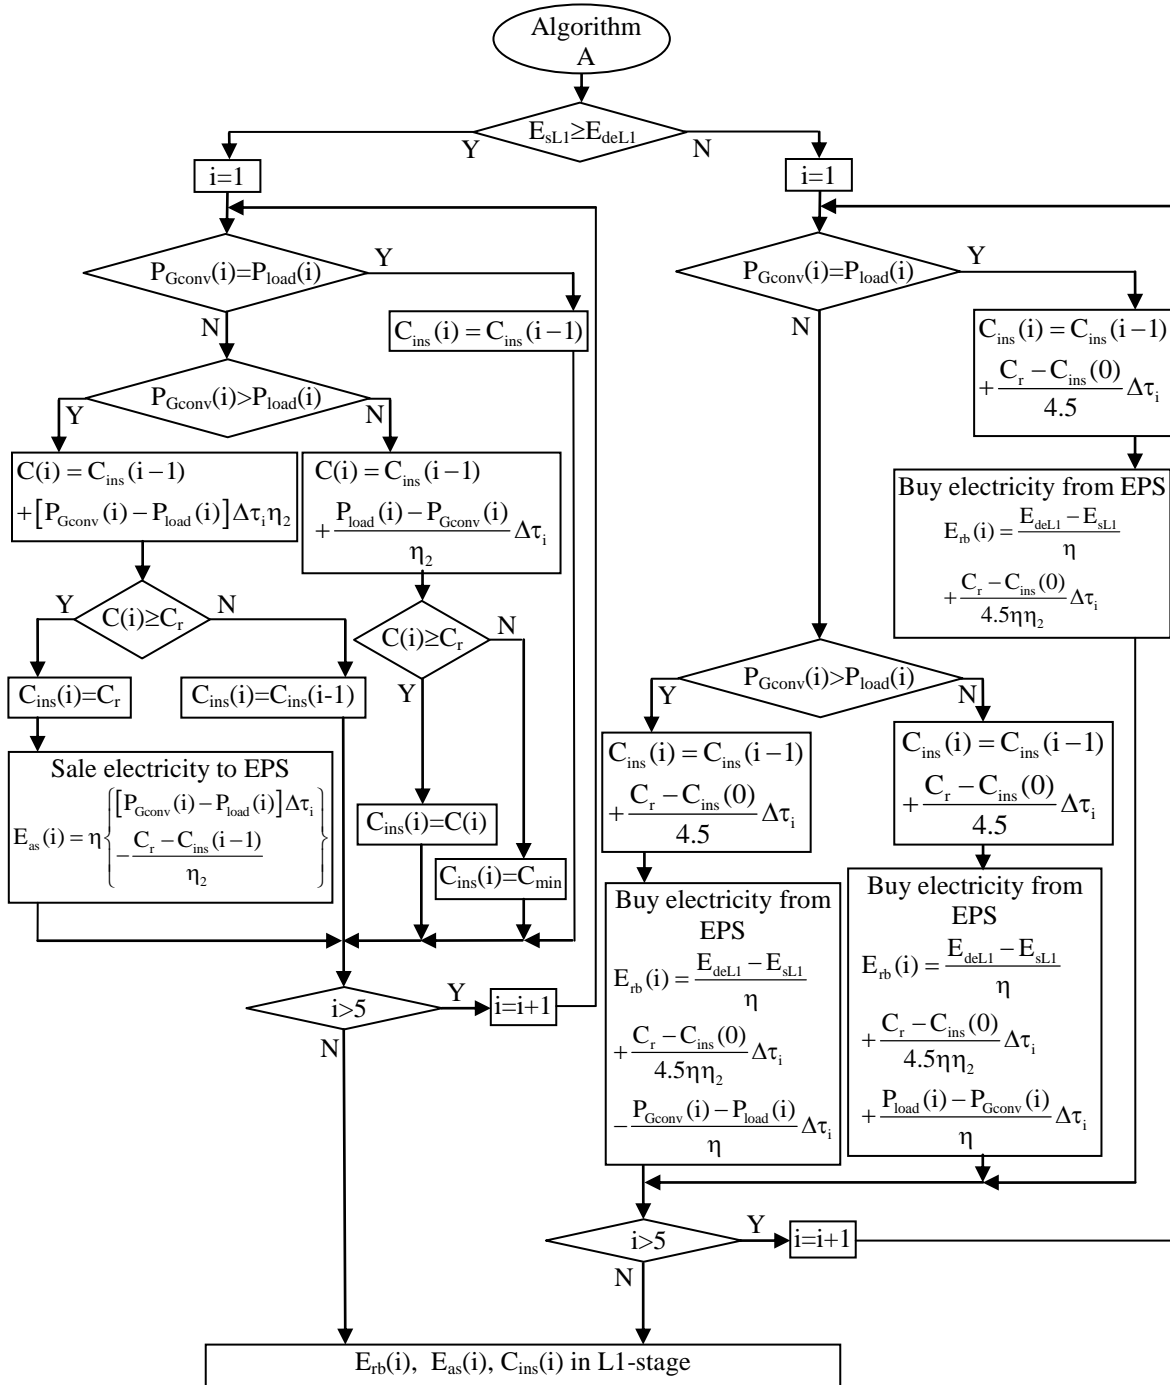 Algorithm
A
E_sL1≥E_deL1
Y
N
i=1
i=1
P_Gconv(i)=P_load(i)
Y
N
C_ins(i) = C_ins(i−1)
P_Gconv(i)>P_load(i)
Y
N
C(i) = C_ins(i−1)
+[P_Gconv(i) − P_load(i)]Δτ_i η_2
C(i) = C_ins(i−1)
+ (P_load(i) − P_Gconv(i))/η_2 Δτ_i
C(i)≥C_r
Y
N
C_ins(i)=C_r
C_ins(i)=C_ins(i-1)
Sale electricity to EPS
E_as(i) = η{[P_Gconv(i) − P_load(i)]Δτ_i
− (C_r − C_ins(i−1))/η_2}
C(i)≥C_r
Y
N
C_ins(i)=C(i)
C_ins(i)=C_min
i>5
Y
i=i+1
N
P_Gconv(i)=P_load(i)
Y
N
C_ins(i) = C_ins(i−1)
+ (C_r − C_ins(0))/4.5 Δτ_i
Buy electricity from EPS
E_rb(i) = (E_deL1 − E_sL1)/η
+ (C_r − C_ins(0))/4.5ηη_2 Δτ_i
P_Gconv(i)>P_load(i)
Y
N
C_ins(i) = C_ins(i−1)
+ (C_r − C_ins(0))/4.5 Δτ_i
Buy electricity from
EPS
E_rb(i) = (E_deL1 − E_sL1)/η
+ (C_r − C_ins(0))/4.5ηη_2 Δτ_i
− (P_Gconv(i) − P_load(i))/η Δτ_i
C_ins(i) = C_ins(i−1)
+ (C_r − C_ins(0))/4.5 Δτ_i
Buy electricity from
EPS
E_rb(i) = (E_deL1 − E_sL1)/η
+ (C_r − C_ins(0))/4.5ηη_2 Δτ_i
+ (P_load(i) − P_Gconv(i))/η Δτ_i
i>5
Y
i=i+1
N
E_rb(i), E_as(i), C_ins(i) in L1-stage